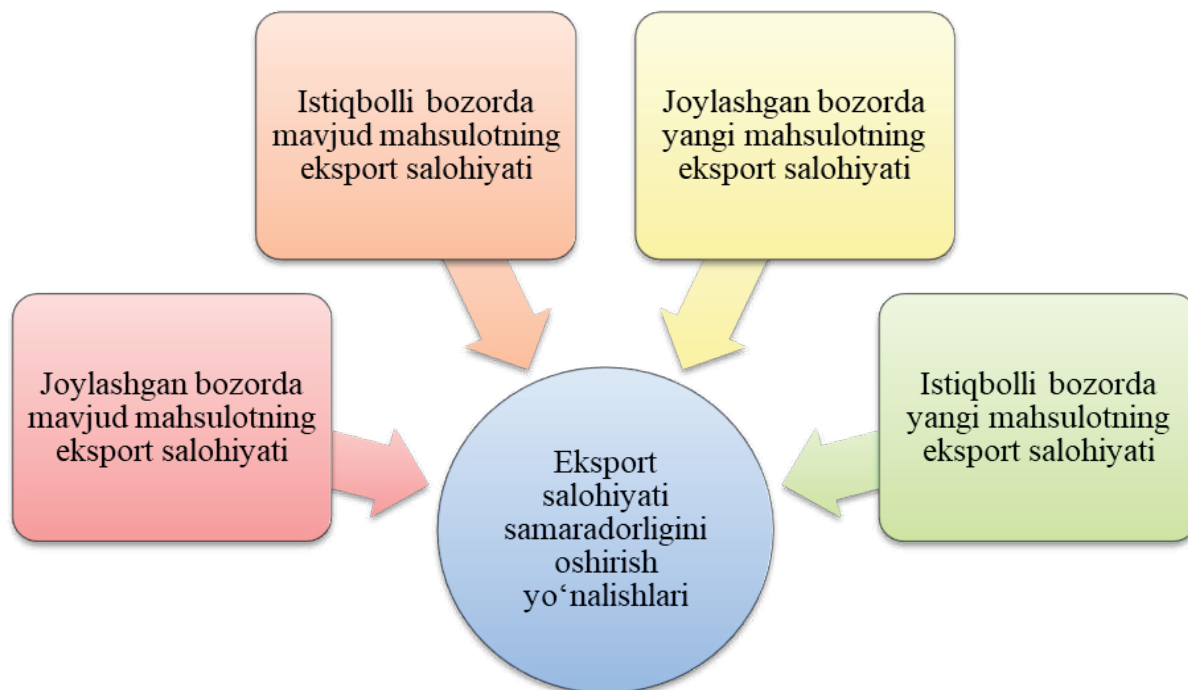 Istiqbolli bozorda
mavjud mahsulotning
eksport salohiyati
Joylashgan bozorda
yangi mahsulotning
eksport salohiyati
Joylashgan bozorda
mavjud mahsulotning
eksport salohiyati
Istiqbolli bozorda
yangi mahsulotning
eksport salohiyati
Eksport
salohiyati
samaradorligini
oshirish
yo‘nalishlari